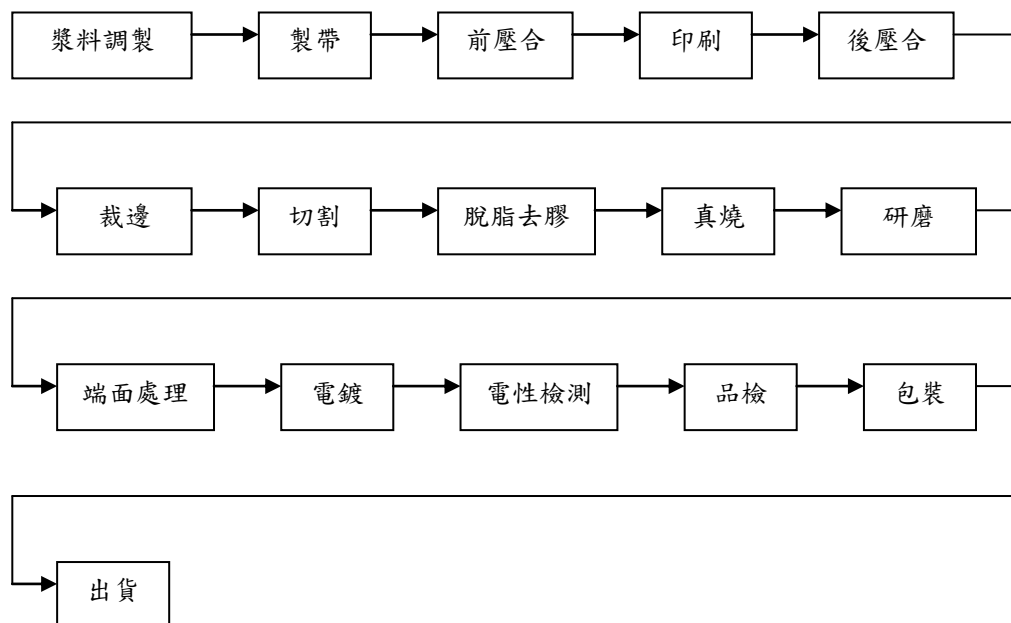 漿料調製 製帶 前壓合 印刷 後壓合
裁邊 切割 脫脂去膠 真燒 研磨
端面處理 電鍍 電性檢測 品檢 包裝
出貨